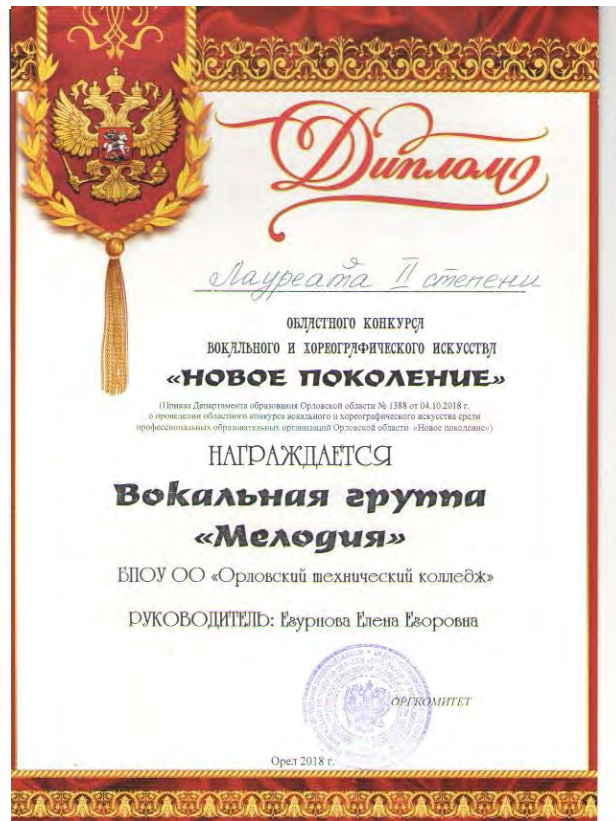 Диплом
Лауреата II степени
ОБЛАСТНОГО КОНКУРСА
ВОКАЛЬНОГО И ХОРЕОГРАФИЧЕСКОГО ИСКУССТВА
«НОВОЕ ПОКОЛЕНИЕ»
(Приказ Департамента образования Орловской области № 1388 от 04.10.2018 г.
о проведении областного конкурса вокального и хореографического искусства среди
профессиональных образовательных организаций Орловской области «Новое поколение»)
НАГРАЖДАЕТСЯ
Вокальная группа
«Мелодия»
БПОУ ОО «Орловский технический колледж»
РУКОВОДИТЕЛЬ: Езурнова Елена Егоровна
ОРГКОМИТЕТ
Орел 2018 г.